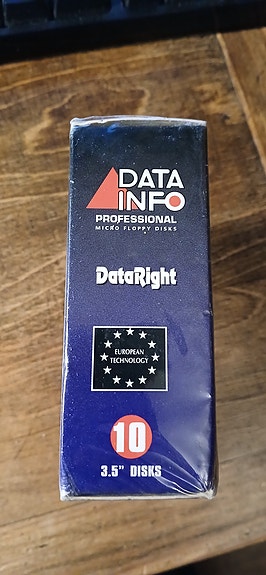 DATA
INFO
PROFESSIONAL
MICRO FLOPPY DISKS
DataRight
EUROPEAN
TECHNOLOGY
10
3.5" DISKS